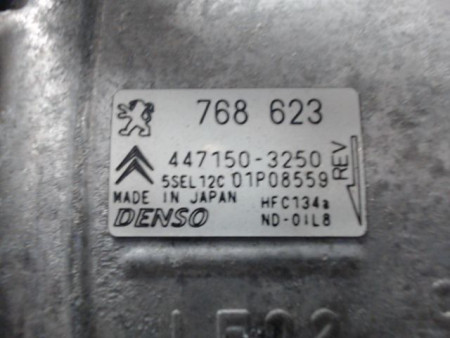 768 623
447150-3250
5SEL12C 01P08559
REV
MADE IN JAPAN HFC134a
DENSO ND-OIL8